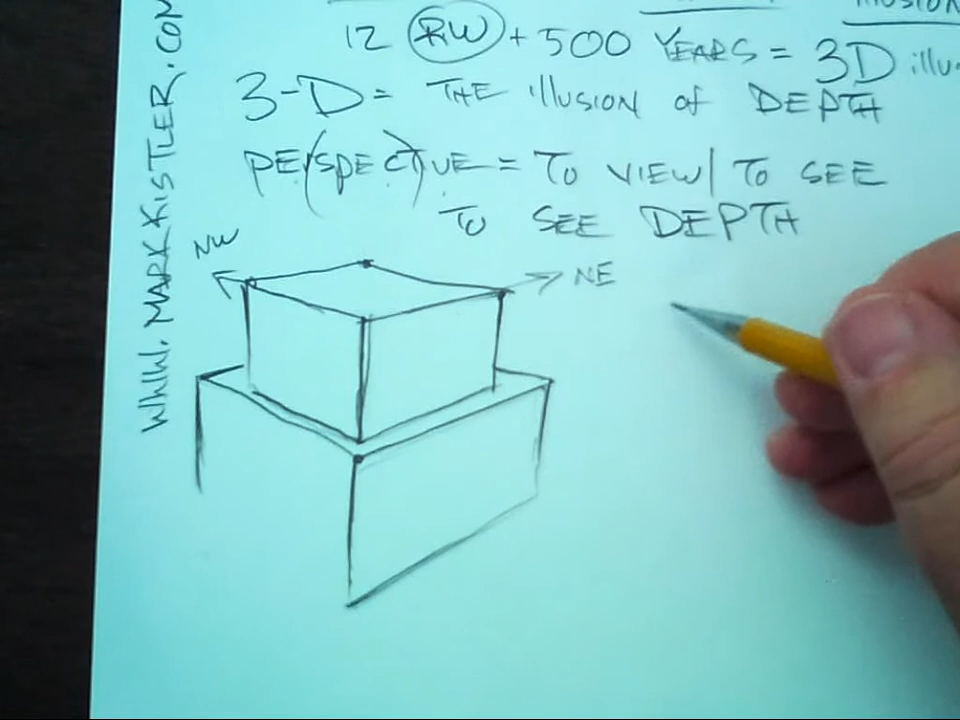 12 RW + 500 YEARS = 3D
3-D = THE illUSION OF DEPTH
PERSPECTIVE = TO VIEW / TO SEE
TO SEE DEPTH
NW
NE
WWW. MARKKISTLER.COM